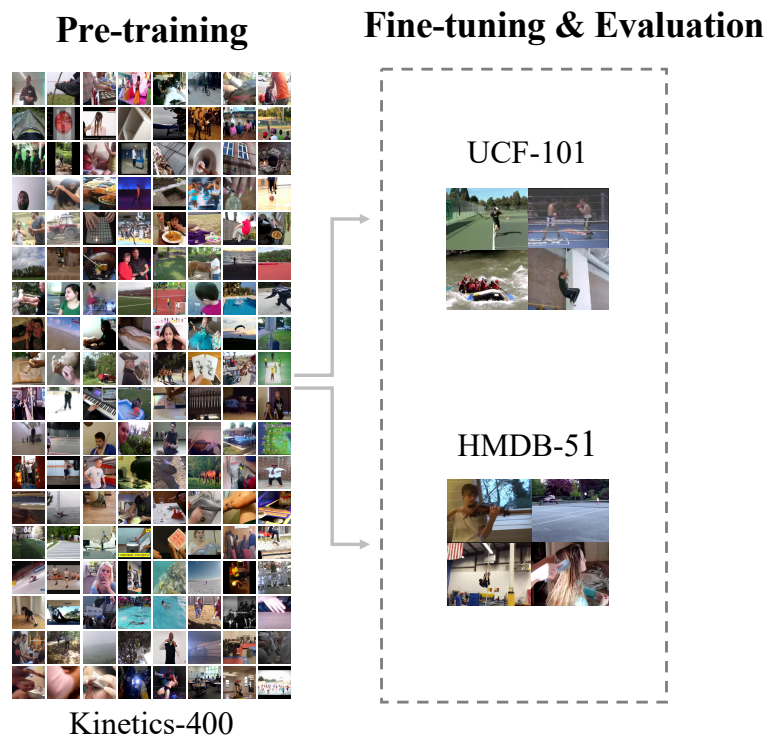 Pre-training
Fine-tuning & Evaluation
UCF-101
HMDB-51
Kinetics-400